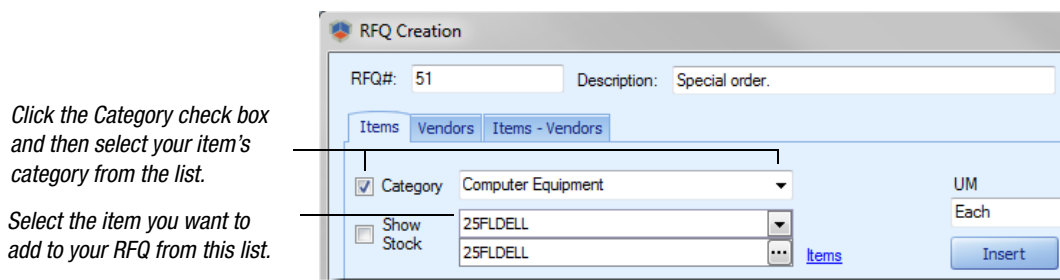 RFQ Creation
RFQ#: 51 Description: Special order.
Click the Category check box
and then select your item's
category from the list.
Items Vendors Items - Vendors
Category Computer Equipment UM
Select the item you want to
add to your RFQ from this list.
Show
Stock
25FLDELL Each
25FLDELL ... Items Insert